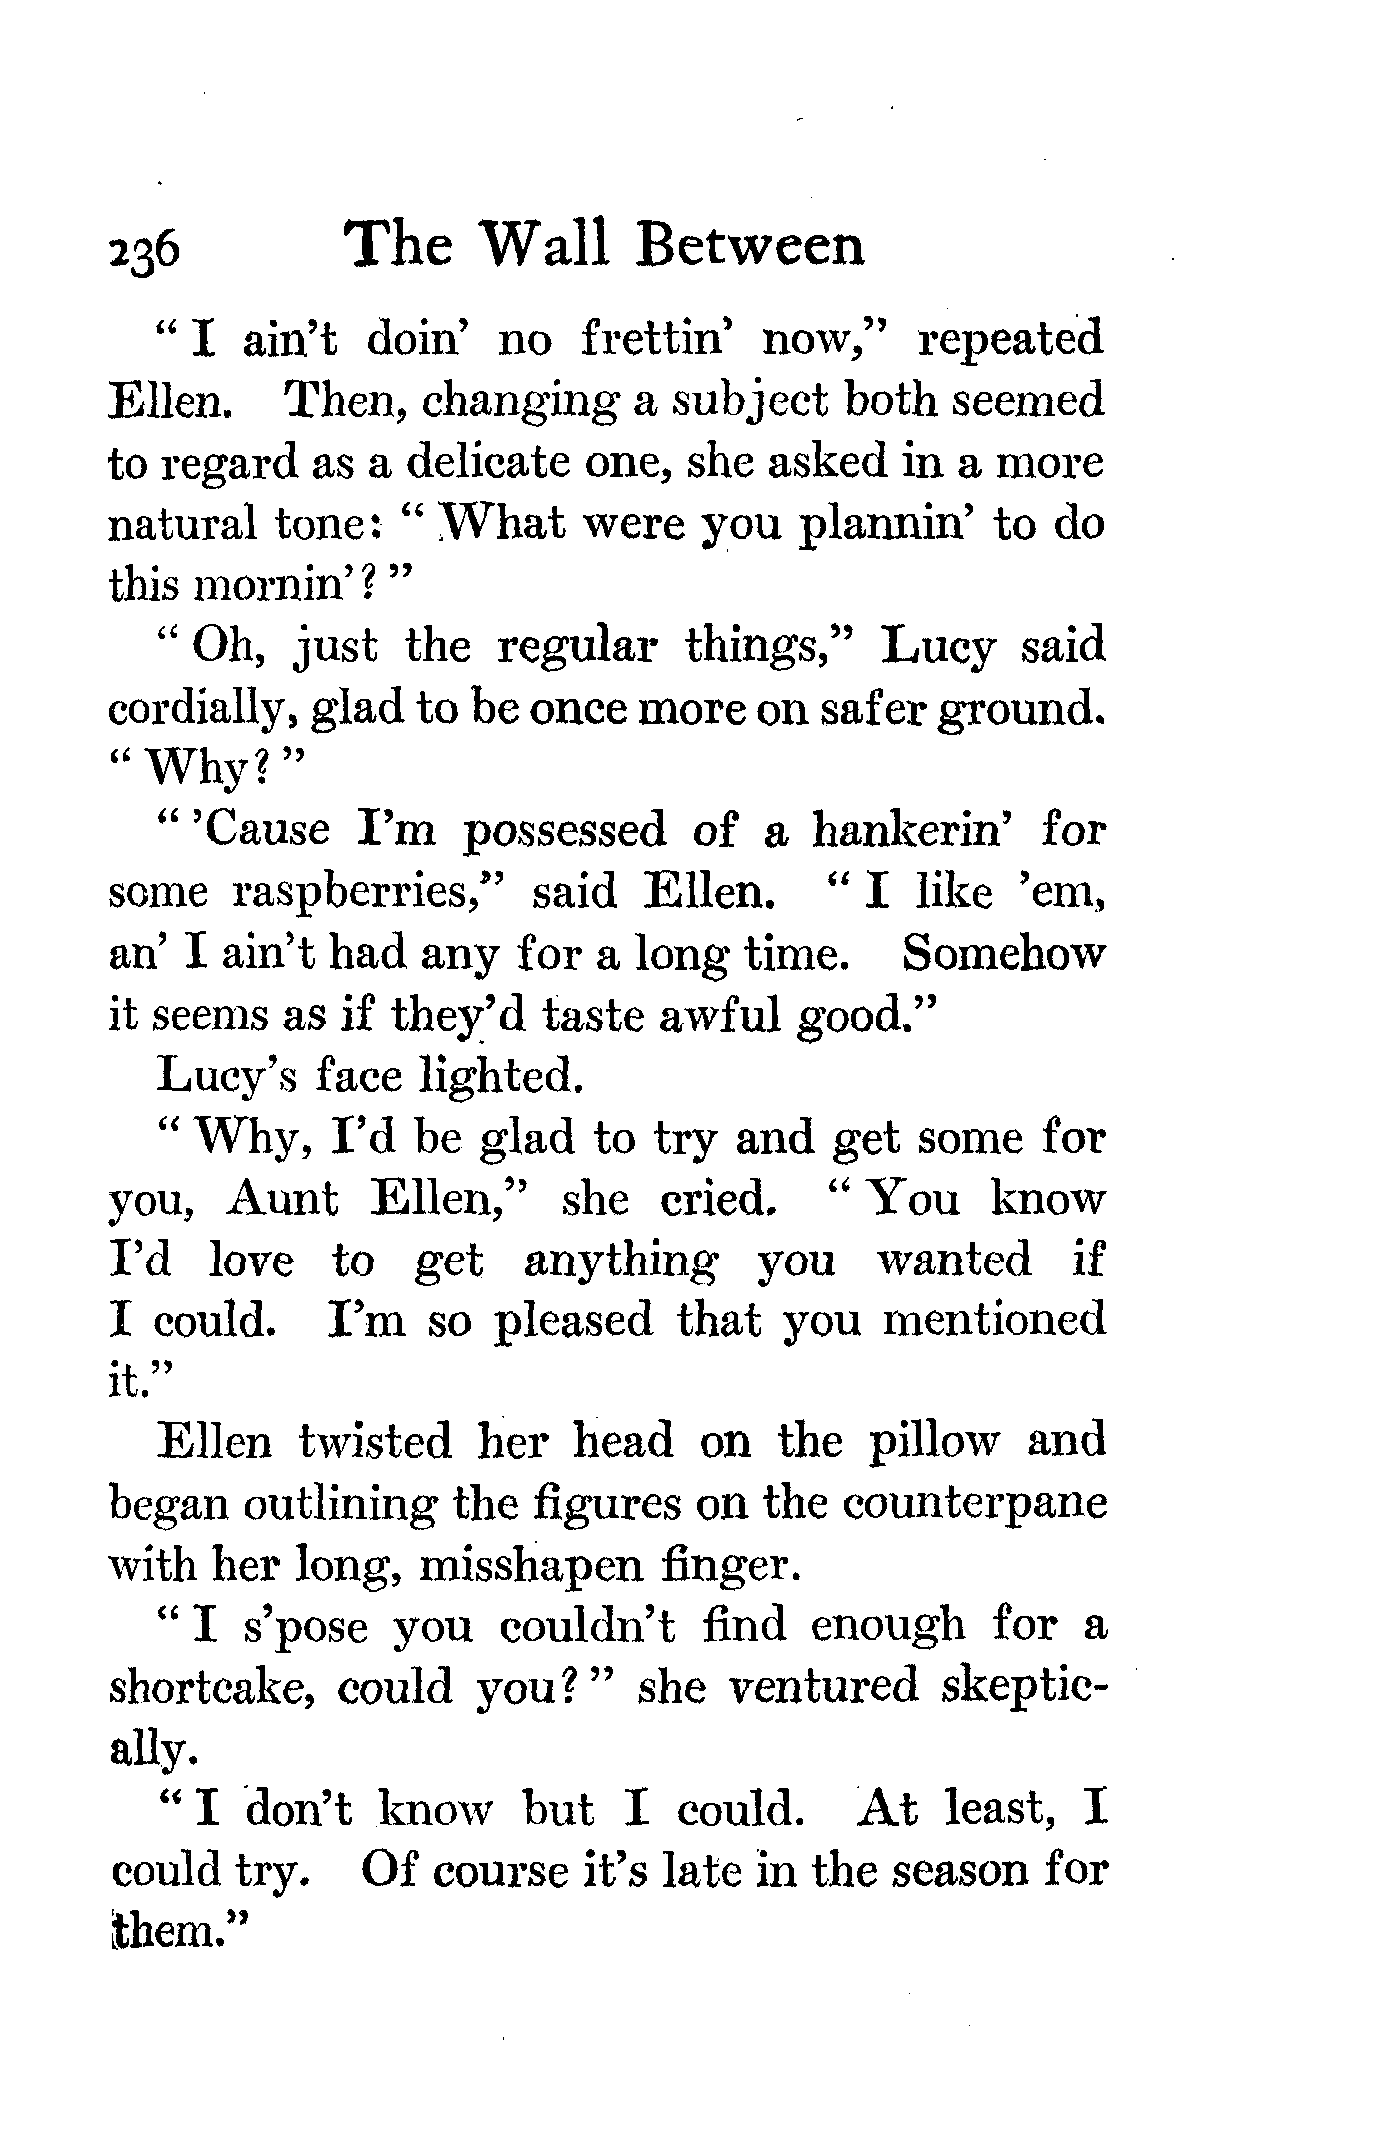 236 The Wall Between
“ I ain’t doin’ no frettin’ now,” repeated
Ellen. Then, changing a subject both seemed
to regard as a delicate one, she asked in a more
natural tone: “ What were you plannin’ to do
this mornin’? ”
“ Oh, just the regular things,” Lucy said
cordially, glad to be once more on safer ground.
“ Why? ”
“ ’Cause I’m possessed of a hankerin’ for
some raspberries,” said Ellen. “ I like ’em,
an’ I ain’t had any for a long time. Somehow
it seems as if they’d taste awful good.”
Lucy’s face lighted.
“ Why, I’d be glad to try and get some for
you, Aunt Ellen,” she cried. “ You know
I’d love to get anything you wanted if
I could. I’m so pleased that you mentioned
it.”
Ellen twisted her head on the pillow and
began outlining the figures on the counterpane
with her long, misshapen finger.
“ I s’pose you couldn’t find enough for a
shortcake, could you? ” she ventured skeptic-
ally.
“ I don’t know but I could. At least, I
could try. Of course it’s late in the season for
them.”